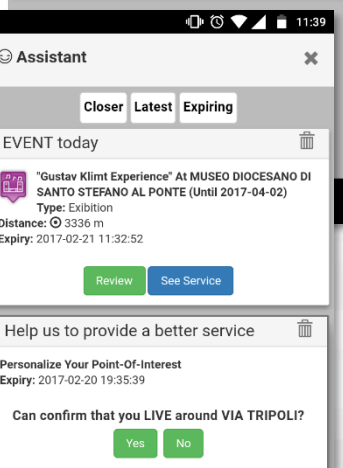 11:39
Assistant
Closer Latest Expiring
EVENT today
"Gustav Klimt Experience" At MUSEO DIOCESANO DI
SANTO STEFANO AL PONTE (Until 2017-04-02)
Type: Exibition
Distance: 3336 m
Expiry: 2017-02-21 11:32:52
Review See Service
Help us to provide a better service
Personalize Your Point-Of-Interest
Expiry: 2017-02-20 19:35:39
Can confirm that you LIVE around VIA TRIPOLI?
Yes No